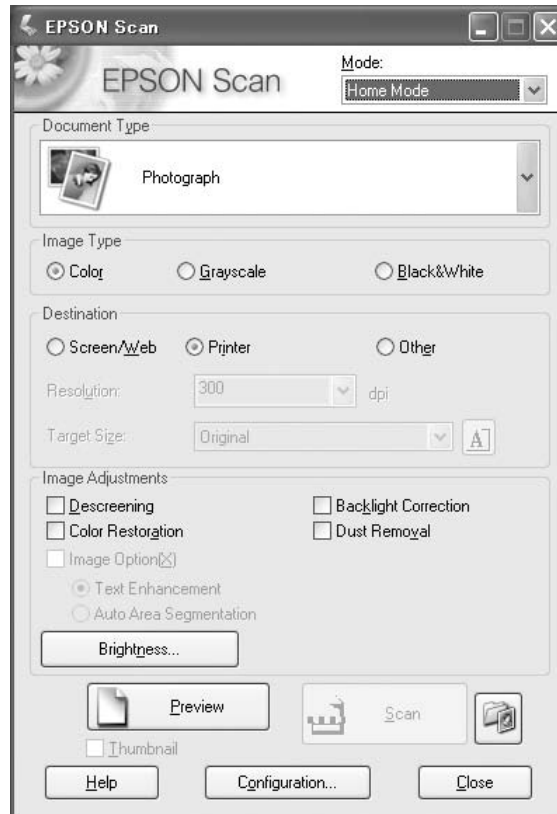 EPSON Scan
EPSON Scan
Mode:
Home Mode
Document Type
Photograph
Image Type
Color Grayscale Black&White
Destination
Screen/Web Printer Other
Resolution: 300 dpi
Target Size: Original A
Image Adjustments
Descreening Backlight Correction
Color Restoration Dust Removal
Image Option(X)
Text Enhancement
Auto Area Segmentation
Brightness...
Preview Scan
Thumbnail
Help Configuration... Close